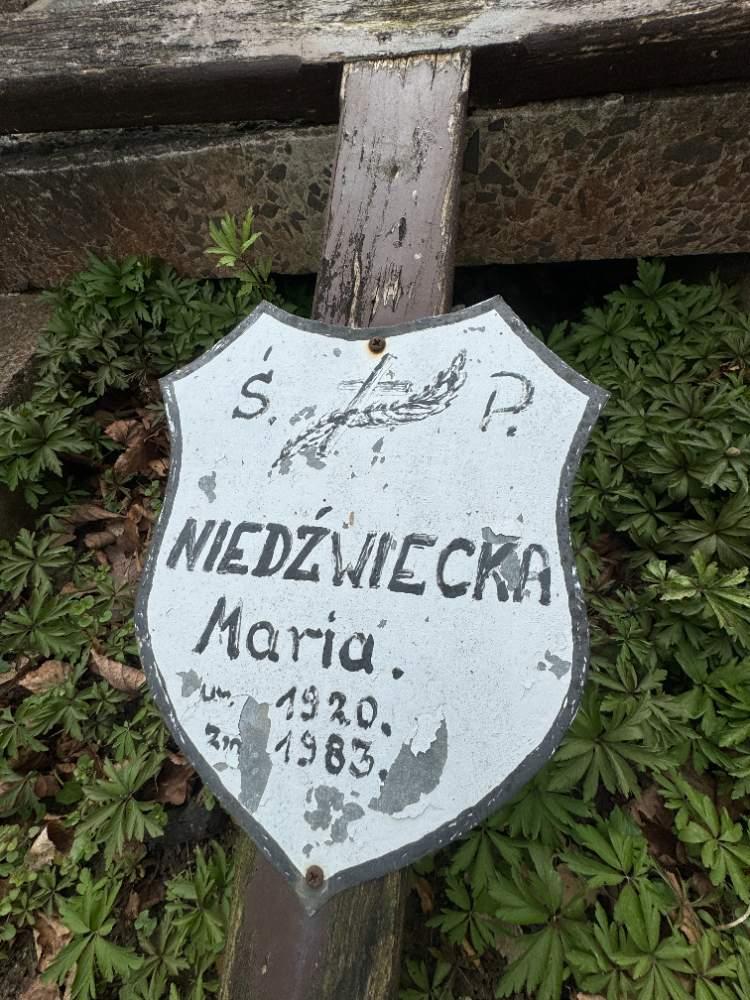 Ś. P.
NIEDŹWIECKA
Maria.
ur. 1920.
zm 1983.